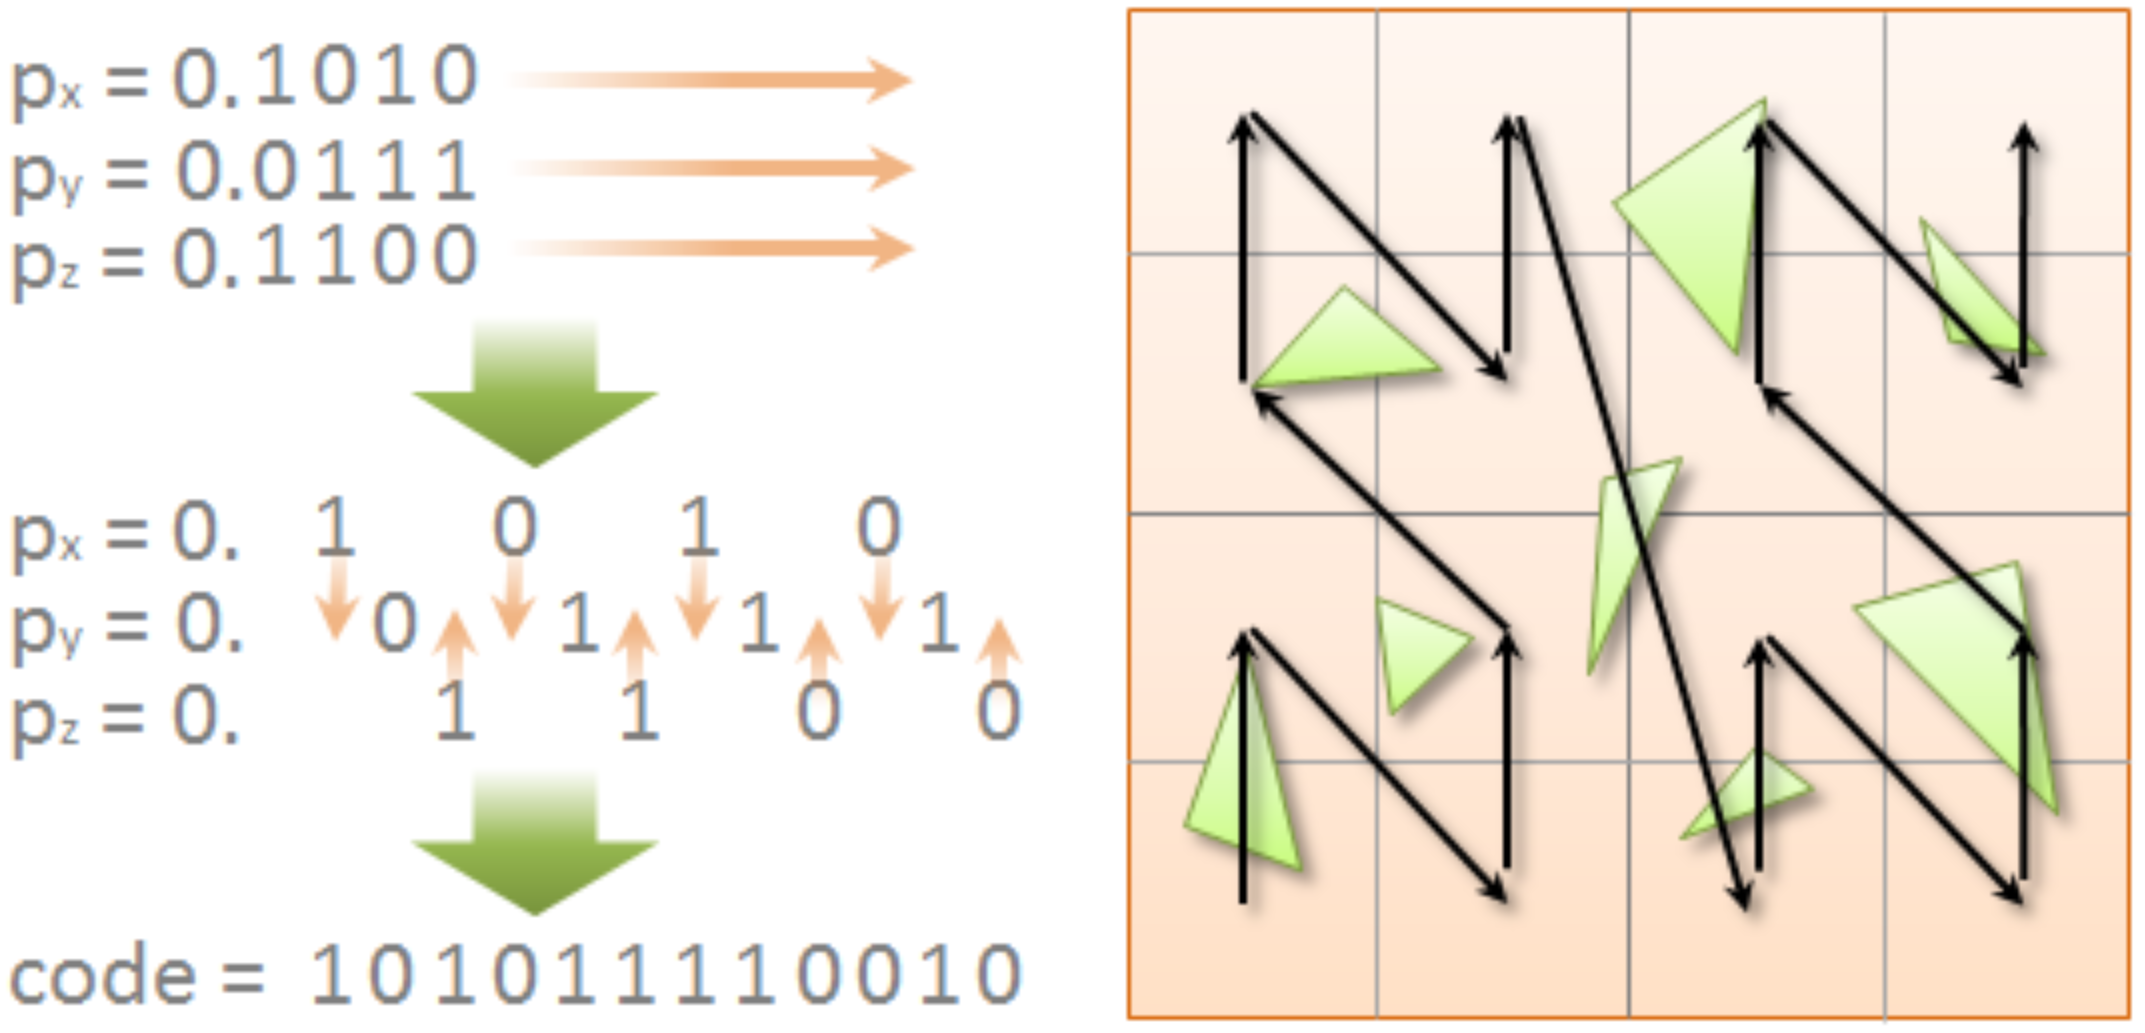 px = 0.1010
py = 0.0111
pz = 0.1100
px = 0. 1 0 1 0
py = 0. 0 1 1 1
pz = 0. 1 1 0 0
code = 101011110010